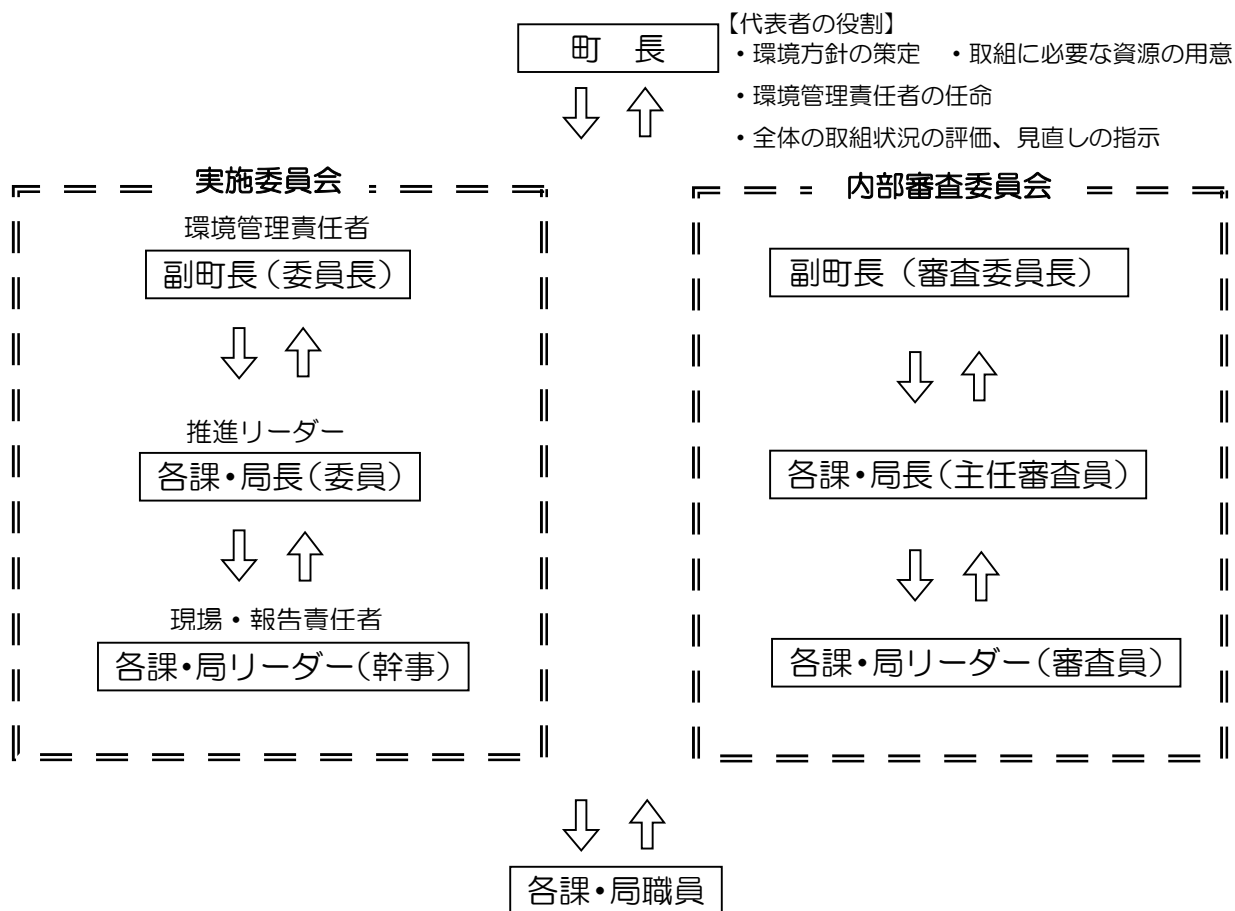 町　長
【代表者の役割】
・環境方針の策定　・取組に必要な資源の用意
・環境管理責任者の任命
・全体の取組状況の評価、見直しの指示
実施委員会
環境管理責任者
副町長（委員長）
推進リーダー
各課・局長（委員）
現場・報告責任者
各課・局リーダー（幹事）
内部審査委員会
副町長（審査委員長）
各課・局長（主任審査員）
各課・局リーダー（審査員）
各課・局職員